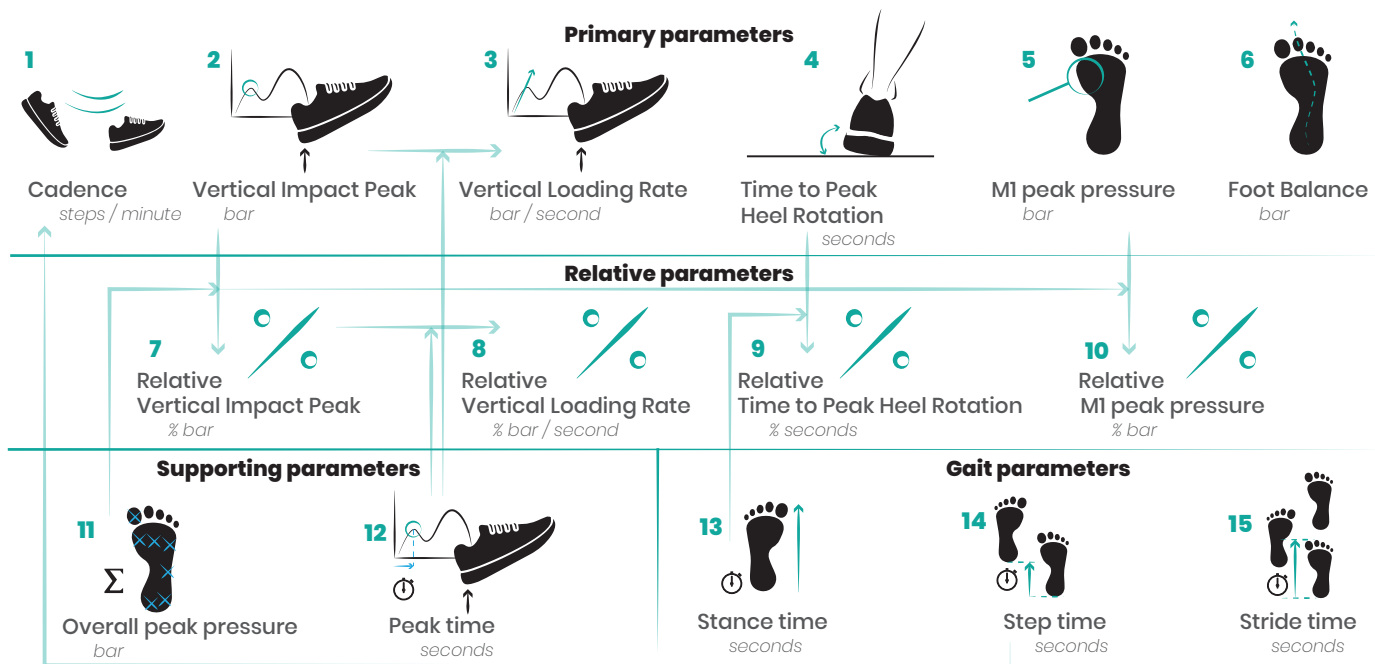 Primary parameters
1
2
3
4
5
6
Cadence
steps / minute
Vertical Impact Peak
bar
Vertical Loading Rate
bar / second
Time to Peak
Heel Rotation
seconds
M1 peak pressure
bar
Foot Balance
bar
Relative parameters
7
Relative
Vertical Impact Peak
% bar
8
Relative
Vertical Loading Rate
% bar / second
9
Relative
Time to Peak Heel Rotation
% seconds
10
Relative
M1 peak pressure
% bar
Supporting parameters
Gait parameters
11
Σ
Overall peak pressure
bar
12
Peak time
seconds
13
Stance time
seconds
14
Step time
seconds
15
Stride time
seconds